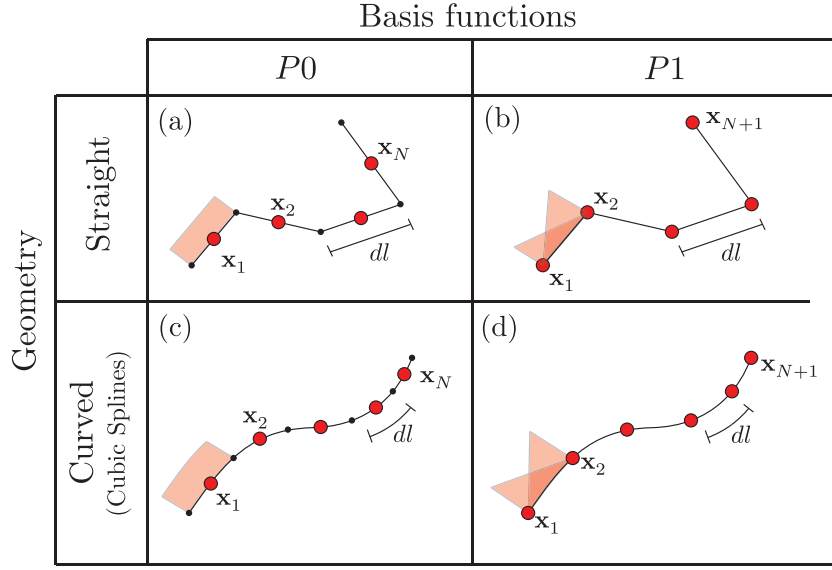 Basis functions
P0
P1
Geometry
Straight
(a)
x_N
x_2
x_1
dl
(b)
x_{N+1}
x_2
x_1
dl
Curved
(Cubic Splines)
(c)
x_N
x_2
x_1
dl
(d)
x_{N+1}
x_2
x_1
dl